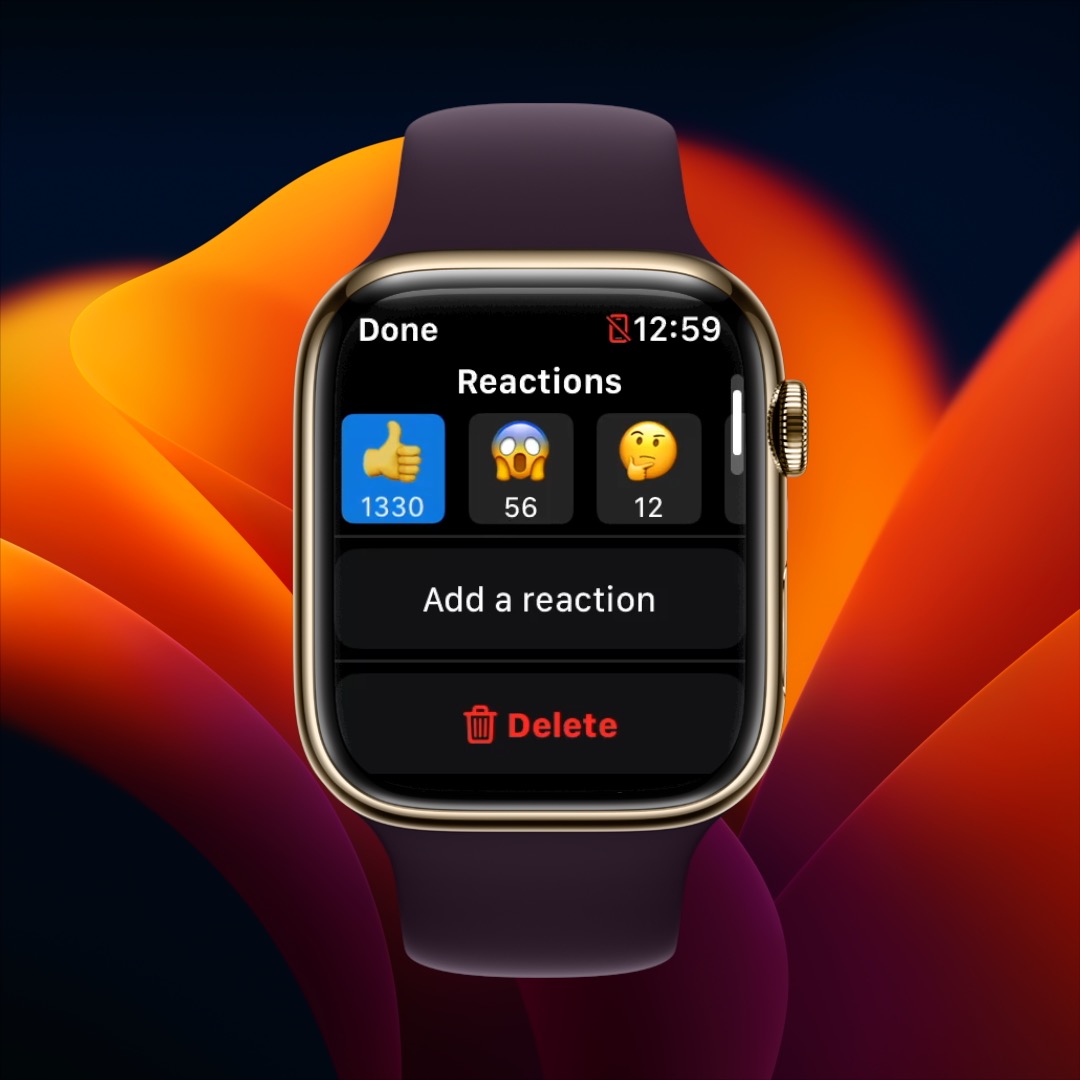 Done 12:59
Reactions
👍 😱 🤔
1330 56 12
Add a reaction
Delete